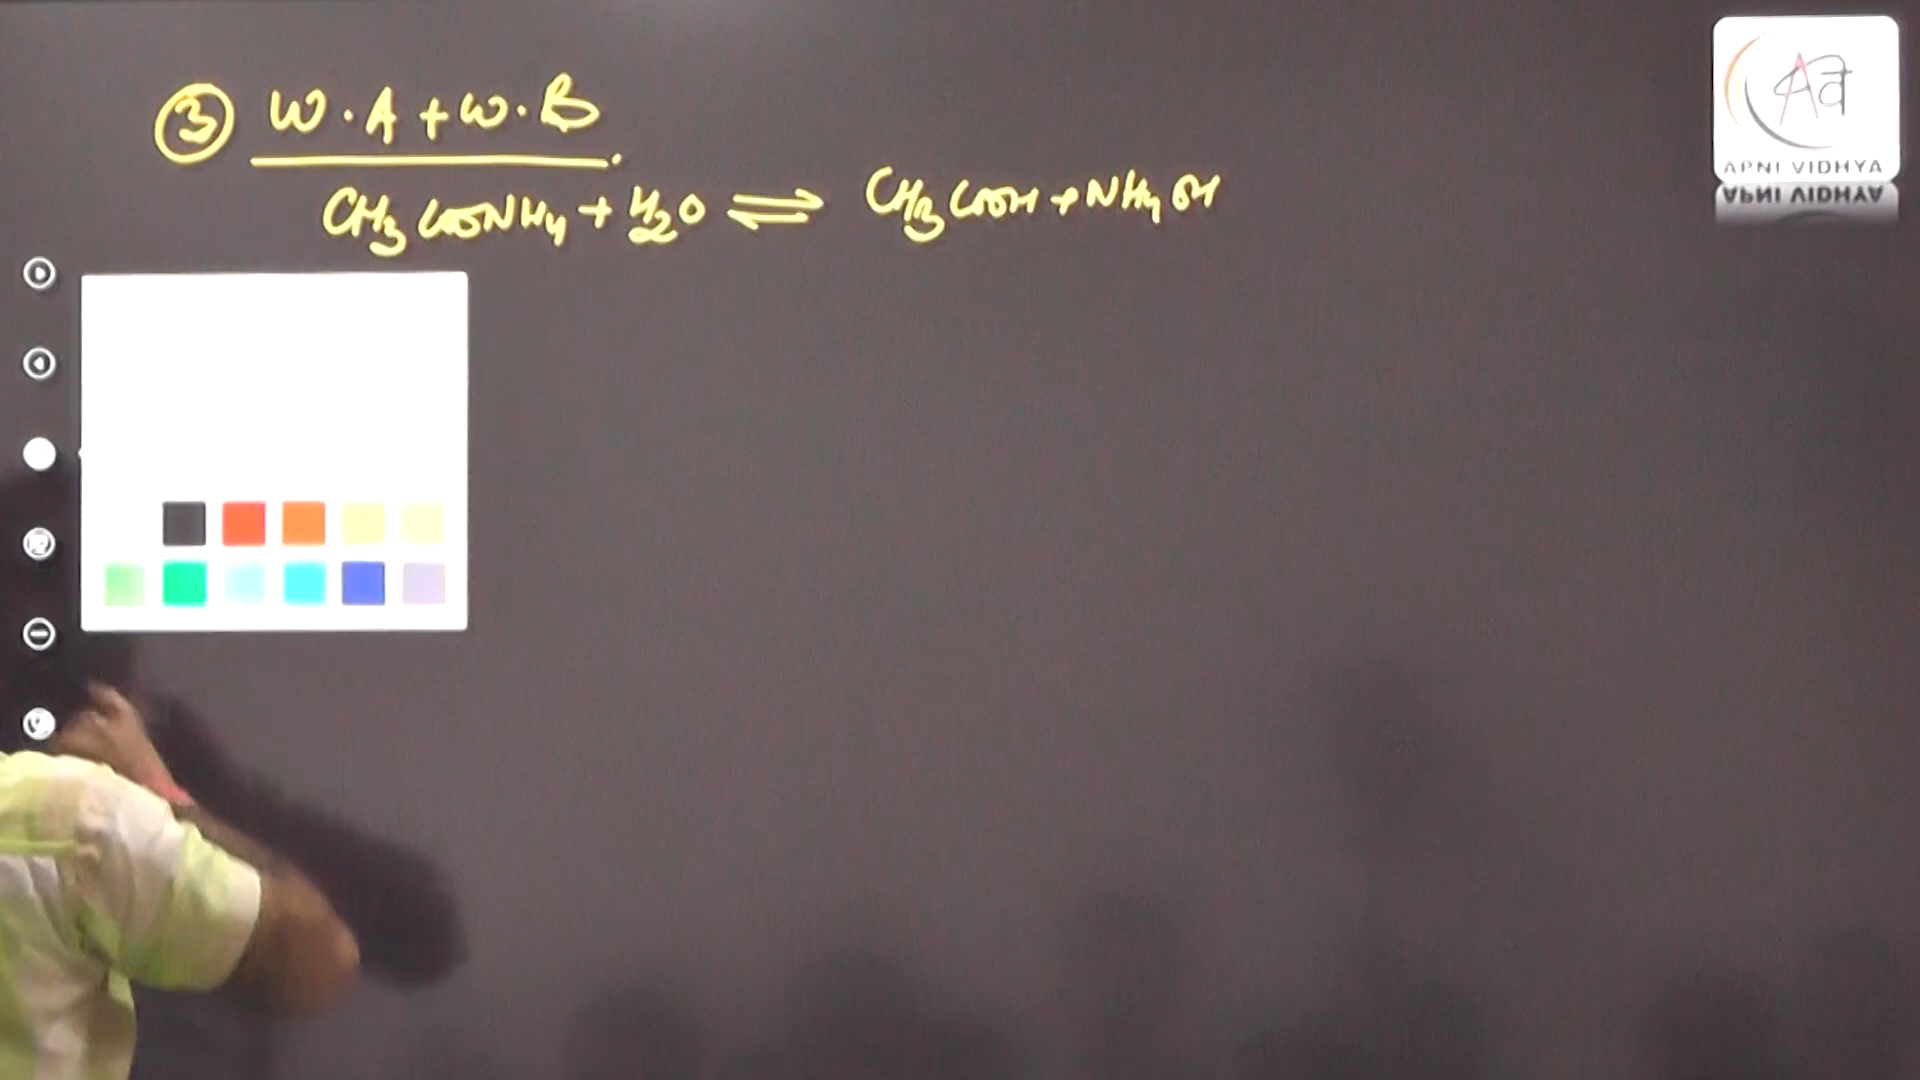 ③ W.A + W.B
CH₃COONH₄ + H₂O ⇌ CH₃COOH + NH₄OH
APNI VIDHYA